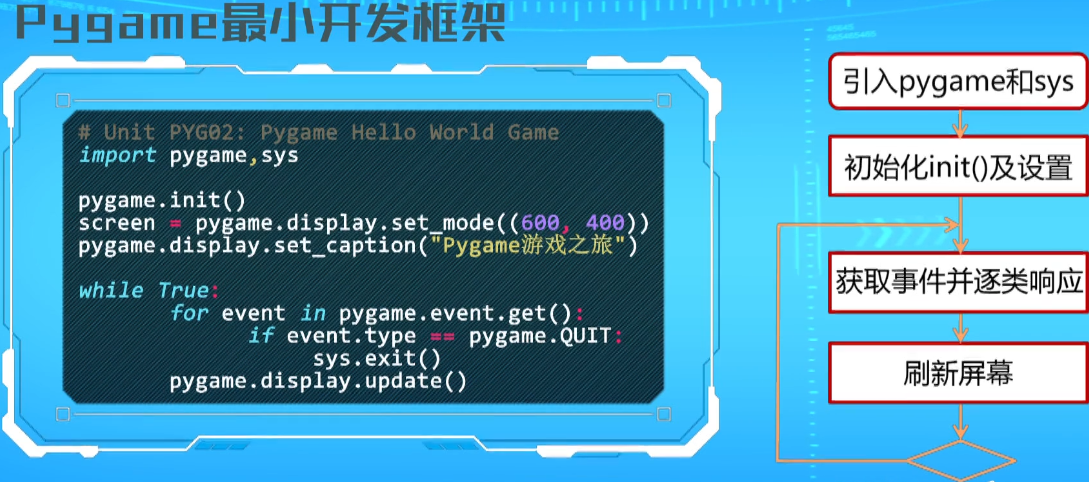 Pygame最小开发框架
# Unit PYG02: Pygame Hello World Game
import pygame,sys
pygame.init()
screen = pygame.display.set_mode((600, 400))
pygame.display.set_caption("Pygame游戏之旅")
while True:
for event in pygame.event.get():
if event.type == pygame.QUIT:
sys.exit()
pygame.display.update()
引入pygame和sys
初始化init()及设置
获取事件并逐类响应
刷新屏幕